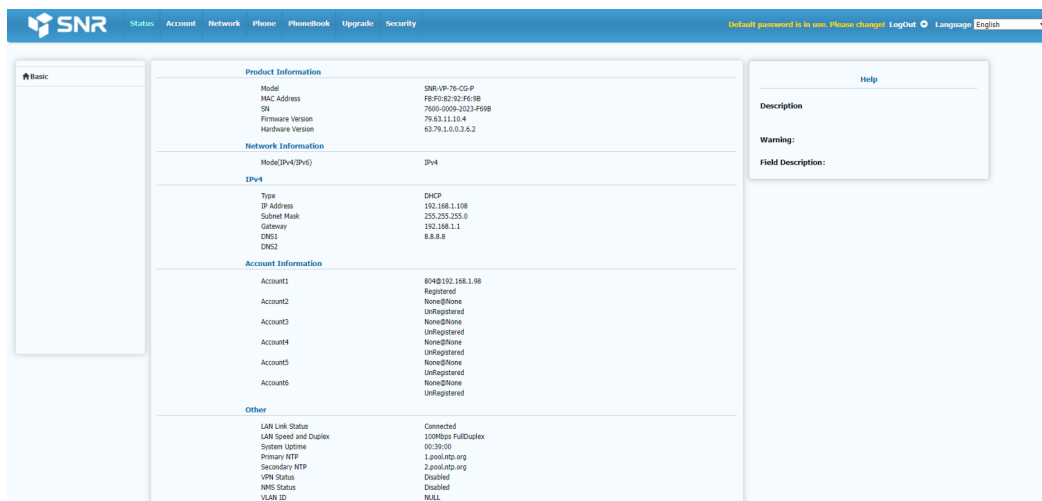 SNR Status Account Network Phone PhoneBook Upgrade Security Default password is in use. Please change! LogOut Language English
Basic
Product Information
Model SNR-VP-76-CG-P
MAC Address F8:F0:82:92:F6:9B
SN 7600-0009-2023-F69B
Firmware Version 79.63.11.10.4
Hardware Version 63.79.1.0.0.3.6.2
Network Information
Mode(IPv4/IPv6) IPv4
IPv4
Type DHCP
IP Address 192.168.1.108
Subnet Mask 255.255.255.0
Gateway 192.168.1.1
DNS1 8.8.8.8
DNS2
Account Information
Account1 804@192.168.1.98
Registered
Account2 None@None
UnRegistered
Account3 None@None
UnRegistered
Account4 None@None
UnRegistered
Account5 None@None
UnRegistered
Account6 None@None
UnRegistered
Other
LAN Link Status Connected
LAN Speed and Duplex 100Mbps FullDuplex
System Uptime 00:39:00
Primary NTP 1.pool.ntp.org
Secondary NTP 2.pool.ntp.org
VPN Status Disabled
NMS Status Disabled
VLAN ID NULL
Help
Description
Warning:
Field Description: